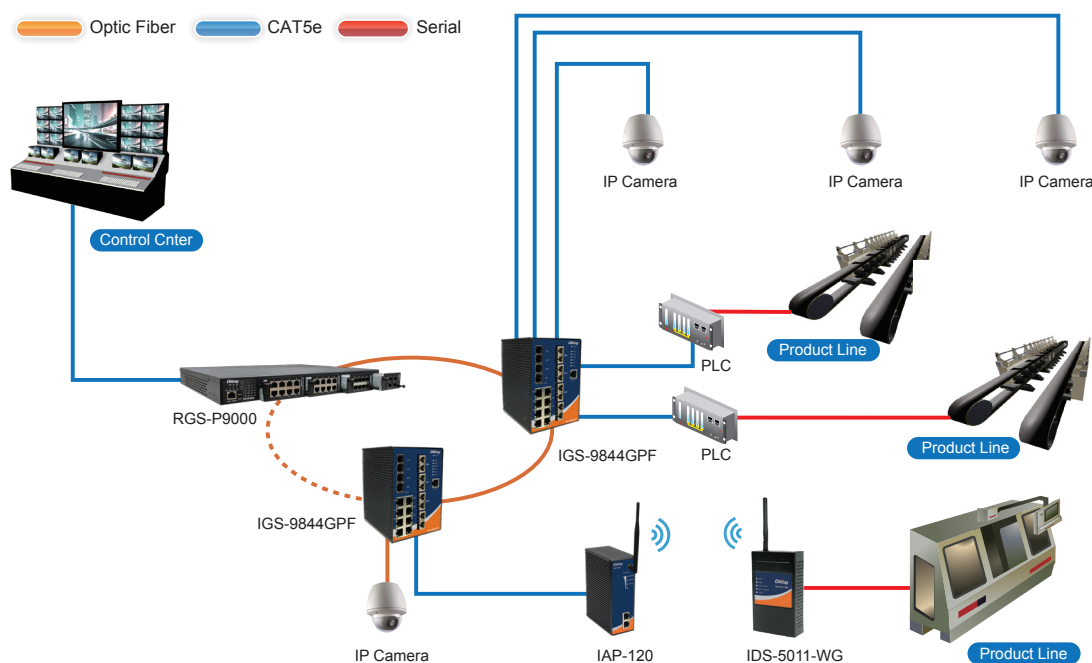 Optic Fiber
CAT5e
Serial
IP Camera
IP Camera
IP Camera
Control Cnter
PLC
Product Line
RGS-P9000
IGS-9844GPF
PLC
Product Line
IGS-9844GPF
IP Camera
IAP-120
IDS-5011-WG
Product Line